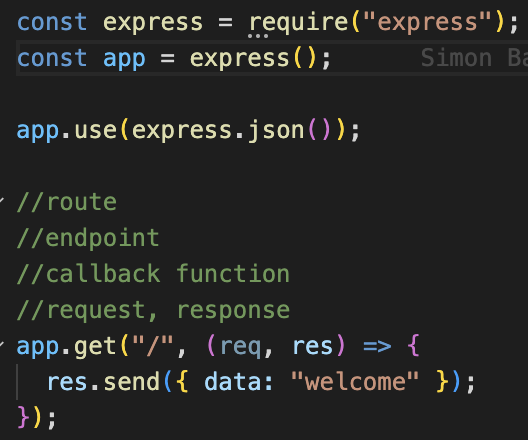 const express = require("express");
const app = express();    Simon Ba
app.use(express.json());
//route
//endpoint
//callback function
//request, response
app.get("/", (req, res) => {
  res.send({ data: "welcome" });
});